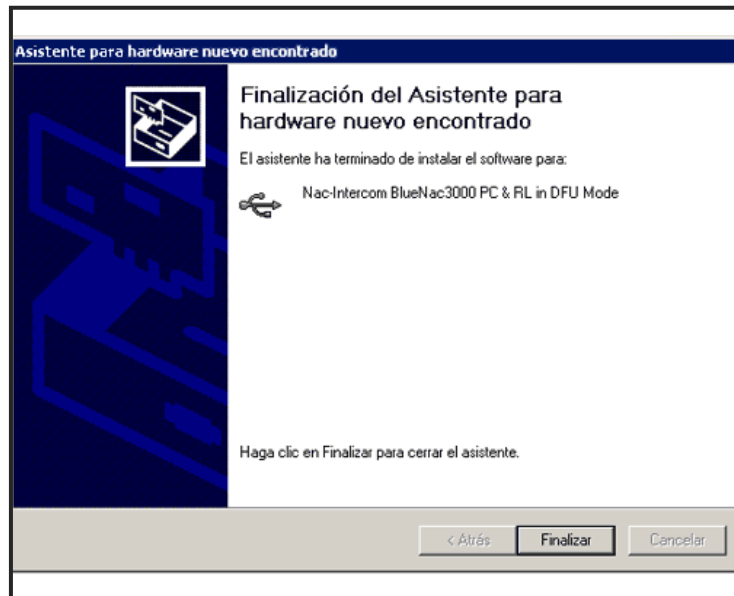 Asistente para hardware nuevo encontrado
Finalización del Asistente para
hardware nuevo encontrado
El asistente ha terminado de instalar el software para:
Nac-Intercom BlueNac3000 PC & RL in DFU Mode
Haga clic en Finalizar para cerrar el asistente.
< Atrás
Finalizar
Cancelar